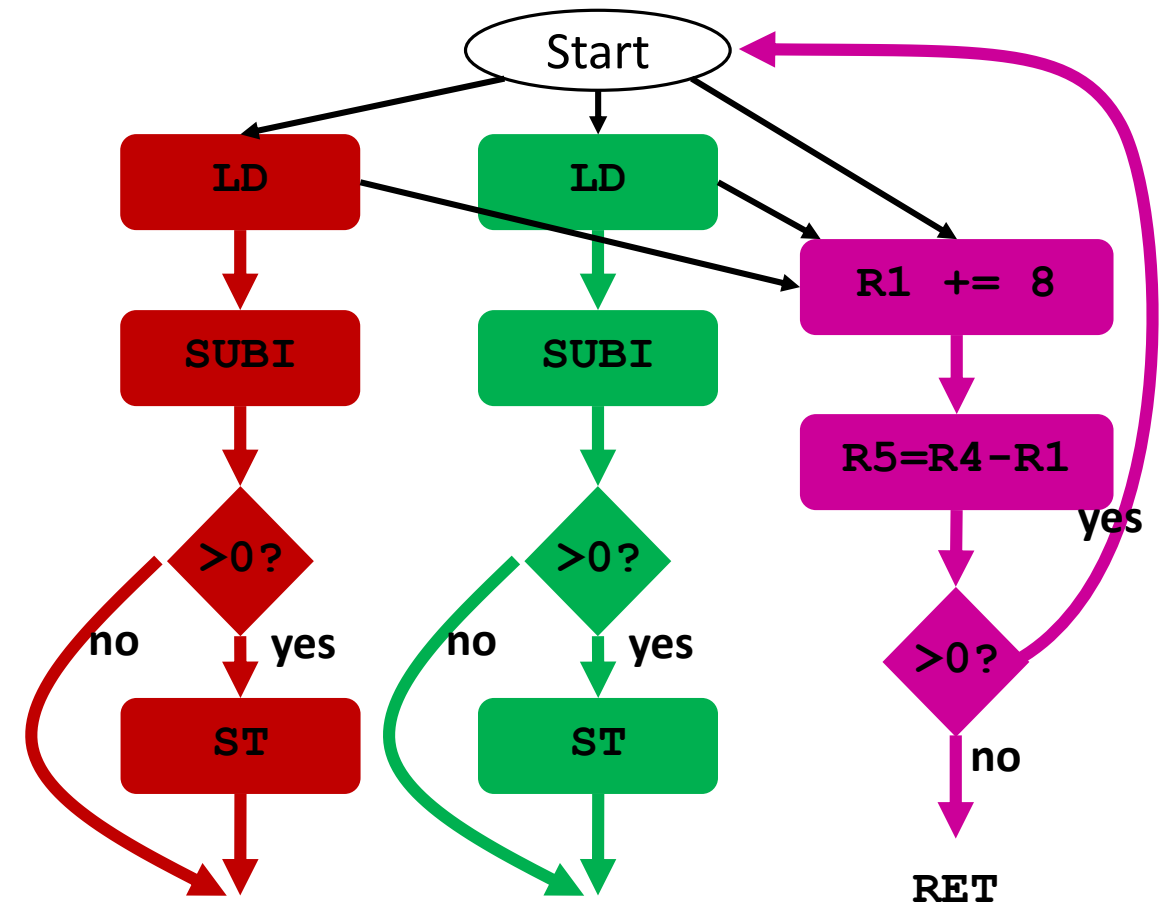 Start
LD
LD
R1 += 8
SUBI
SUBI
R5=R4-R1
yes
>0?
>0?
no
yes
no
yes
>0?
ST
ST
no
RET